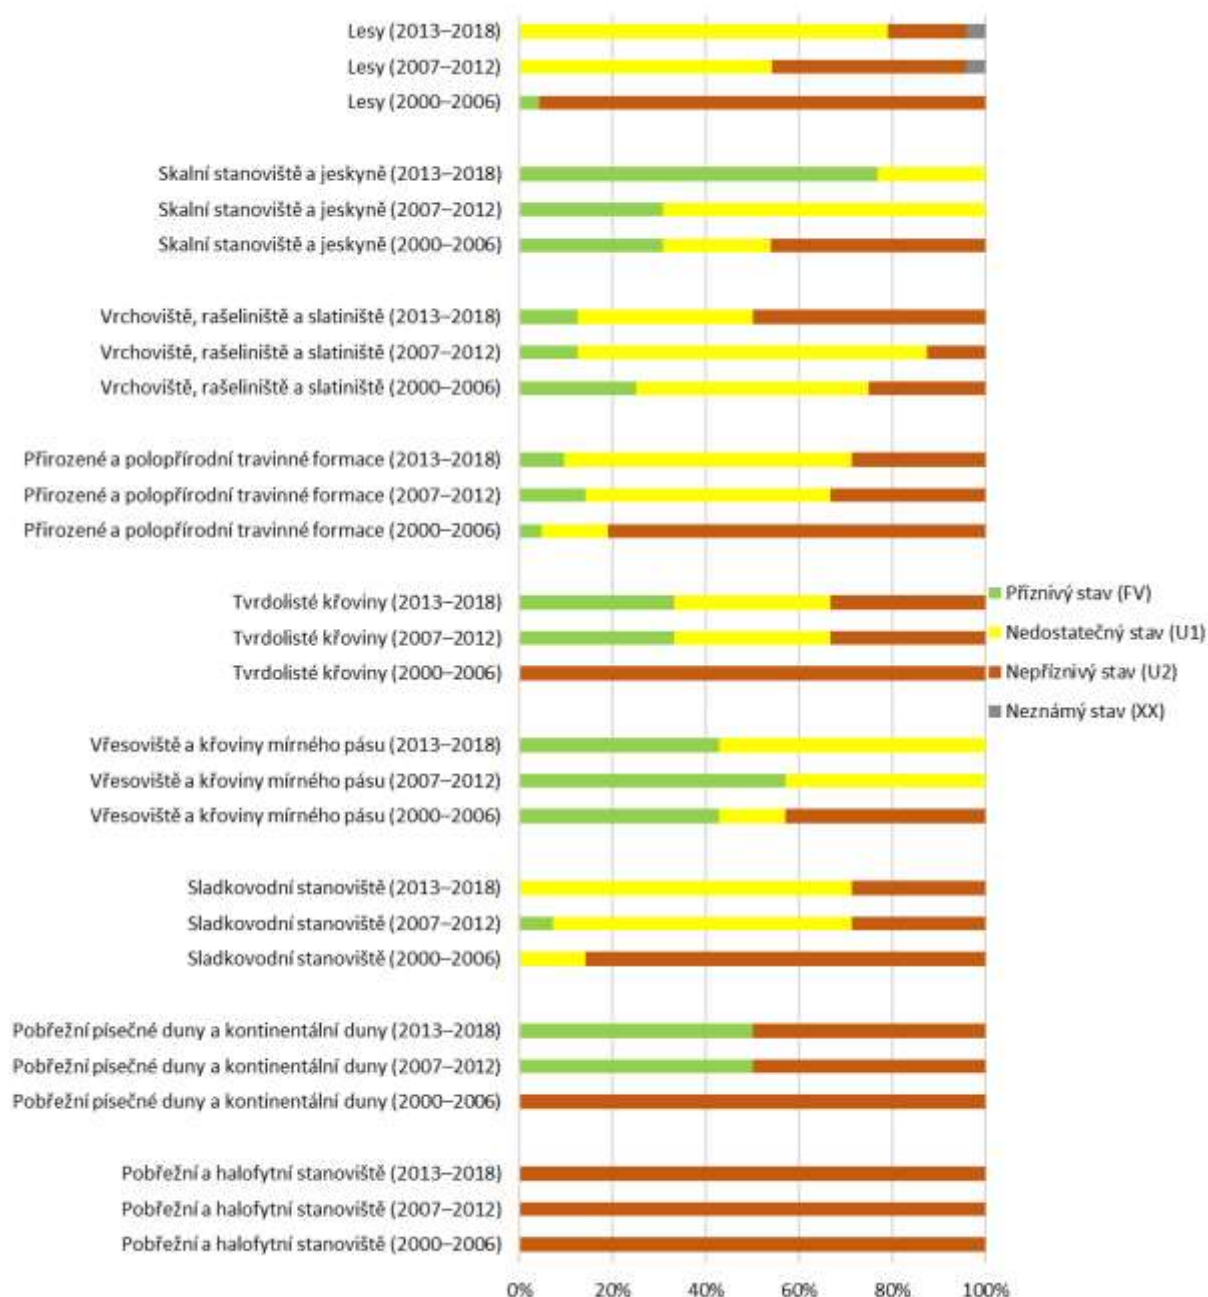 Lesy (2013–2018)
Lesy (2007–2012)
Lesy (2000–2006)
Skalní stanoviště a jeskyně (2013–2018)
Skalní stanoviště a jeskyně (2007–2012)
Skalní stanoviště a jeskyně (2000–2006)
Vrchoviště, rašeliniště a slatiniště (2013–2018)
Vrchoviště, rašeliniště a slatiniště (2007–2012)
Vrchoviště, rašeliniště a slatiniště (2000–2006)
Přirozené a polopřírodní travinné formace (2013–2018)
Přirozené a polopřírodní travinné formace (2007–2012)
Přirozené a polopřírodní travinné formace (2000–2006)
Tvrdolisté křoviny (2013–2018)
Tvrdolisté křoviny (2007–2012)
Tvrdolisté křoviny (2000–2006)
Vřesoviště a křoviny mírného pásu (2013–2018)
Vřesoviště a křoviny mírného pásu (2007–2012)
Vřesoviště a křoviny mírného pásu (2000–2006)
Sladkovodní stanoviště (2013–2018)
Sladkovodní stanoviště (2007–2012)
Sladkovodní stanoviště (2000–2006)
Pobřežní písečné duny a kontinentální duny (2013–2018)
Pobřežní písečné duny a kontinentální duny (2007–2012)
Pobřežní písečné duny a kontinentální duny (2000–2006)
Pobřežní a halofytní stanoviště (2013–2018)
Pobřežní a halofytní stanoviště (2007–2012)
Pobřežní a halofytní stanoviště (2000–2006)
0% 20% 40% 60% 80% 100%
Příznivý stav (FV)
Nedostatečný stav (U1)
Nepříznivý stav (U2)
Neznámý stav (XX)